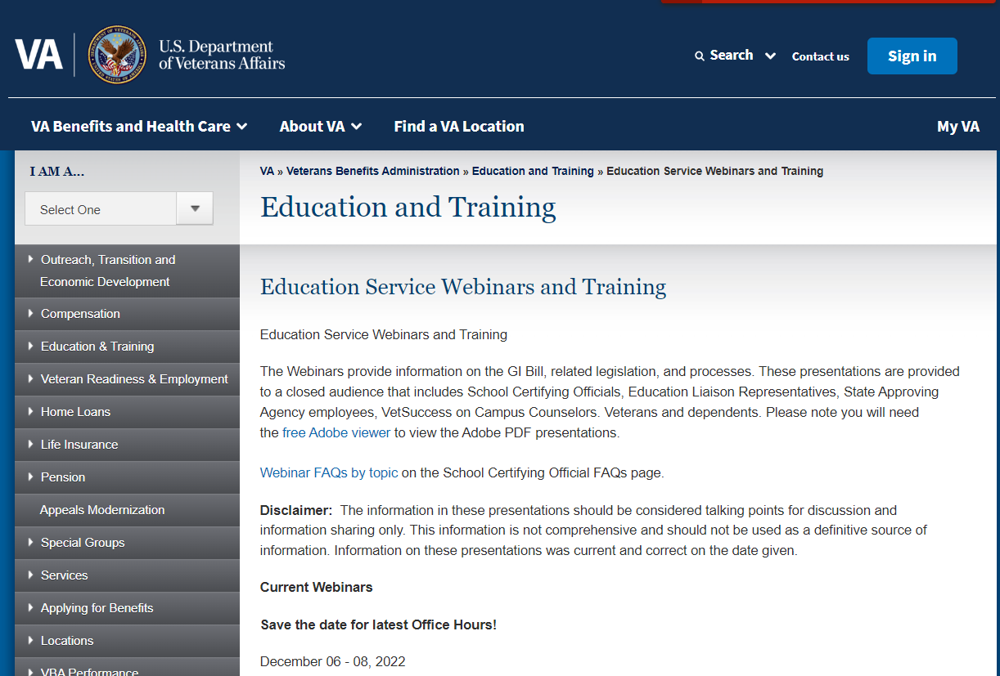 VA
U.S. Department
of Veterans Affairs
Search
Contact us
Sign in
VA Benefits and Health Care
About VA
Find a VA Location
My VA
I AM A...
Select One
Outreach, Transition and
Economic Development
Compensation
Education & Training
Veteran Readiness & Employment
Home Loans
Life Insurance
Pension
Appeals Modernization
Special Groups
Services
Applying for Benefits
Locations
VBA Performance
VA » Veterans Benefits Administration » Education and Training » Education Service Webinars and Training
Education and Training
Education Service Webinars and Training
Education Service Webinars and Training
The Webinars provide information on the GI Bill, related legislation, and processes. These presentations are provided
to a closed audience that includes School Certifying Officials, Education Liaison Representatives, State Approving
Agency employees, VetSuccess on Campus Counselors. Veterans and dependents. Please note you will need
the free Adobe viewer to view the Adobe PDF presentations.
Webinar FAQs by topic on the School Certifying Official FAQs page.
Disclaimer: The information in these presentations should be considered talking points for discussion and
information sharing only. This information is not comprehensive and should not be used as a definitive source of
information. Information on these presentations was current and correct on the date given.
Current Webinars
Save the date for latest Office Hours!
December 06 - 08, 2022